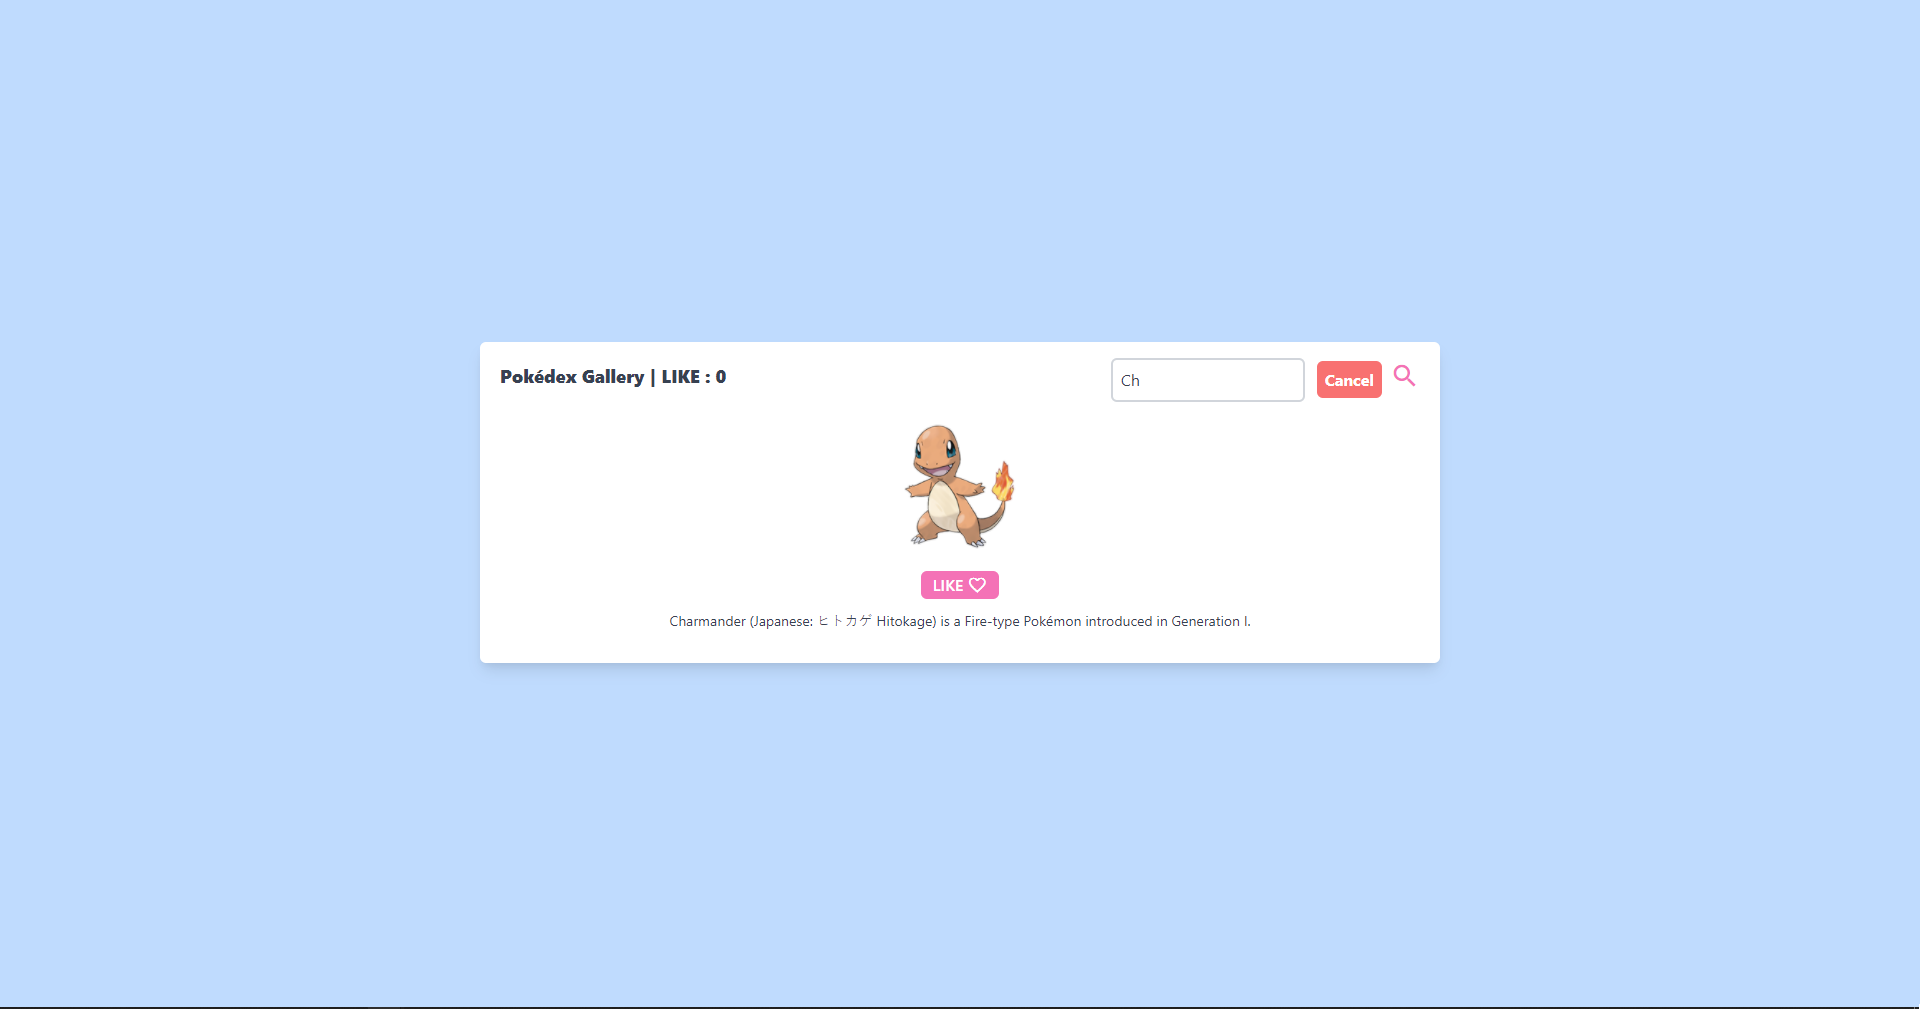 Pokédex Gallery | LIKE : 0
Ch
Cancel
LIKE
Charmander (Japanese: ヒトカゲ Hitokage) is a Fire-type Pokémon introduced in Generation I.